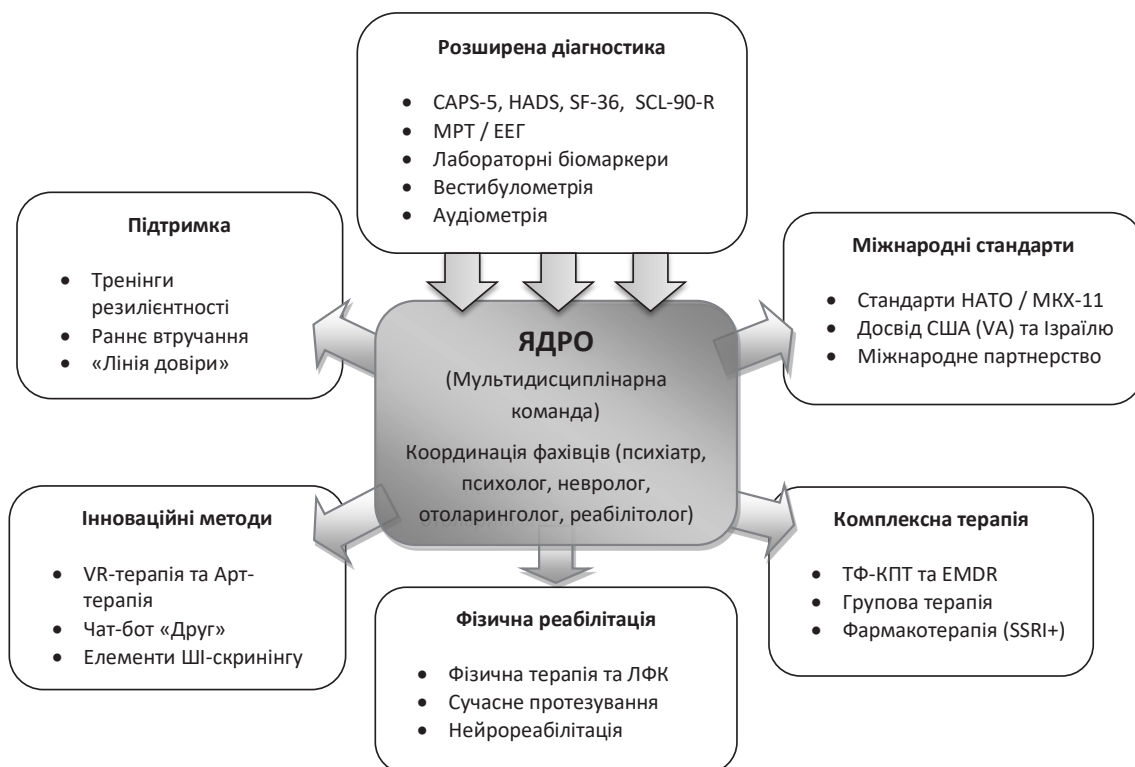 Розширена діагностика
• CAPS-5, HADS, SF-36, SCL-90-R
• МРТ / ЕЕГ
• Лабораторні біомаркери
• Вестибулометрія
• Аудіометрія
Підтримка
• Тренінги
резилієнтності
• Раннє втручання
• «Лінія довіри»
Міжнародні стандарти
• Стандарти НАТО / МКХ-11
• Досвід США (VA) та Ізраїлю
• Міжнародне партнерство
ЯДРО
(Мультидисциплінарна
команда)
Координація фахівців (психіатр,
психолог, невролог,
отоларинголог, реабілітолог)
Інноваційні методи
• VR-терапія та Арт-
терапія
• Чат-бот «Друг»
• Елементи ШІ-скринінгу
Фізична реабілітація
• Фізична терапія та ЛФК
• Сучасне протезування
• Нейрореабілітація
Комплексна терапія
• ТФ-КПТ та EMDR
• Групова терапія
• Фармакотерапія (SSRI+)